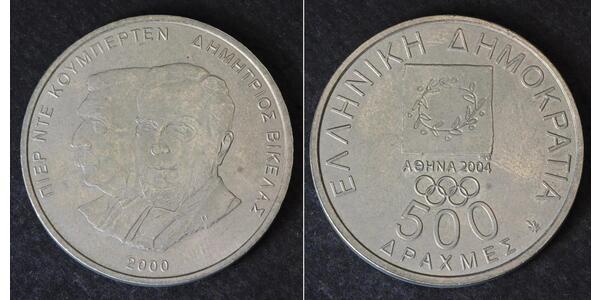 ΠΙΕΡ ΝΤΕ ΚΟΥΜΠΕΡΤΕΝ ΔΗΜΗΤΡΙΟΣ ΒΙΚΕΛΑΣ
2000
ΕΛΛΗΝΙΚΗ ΔΗΜΟΚΡΑΤΙΑ
ΑΘΗΝΑ 2004
500
ΔΡΑΧΜΕΣ